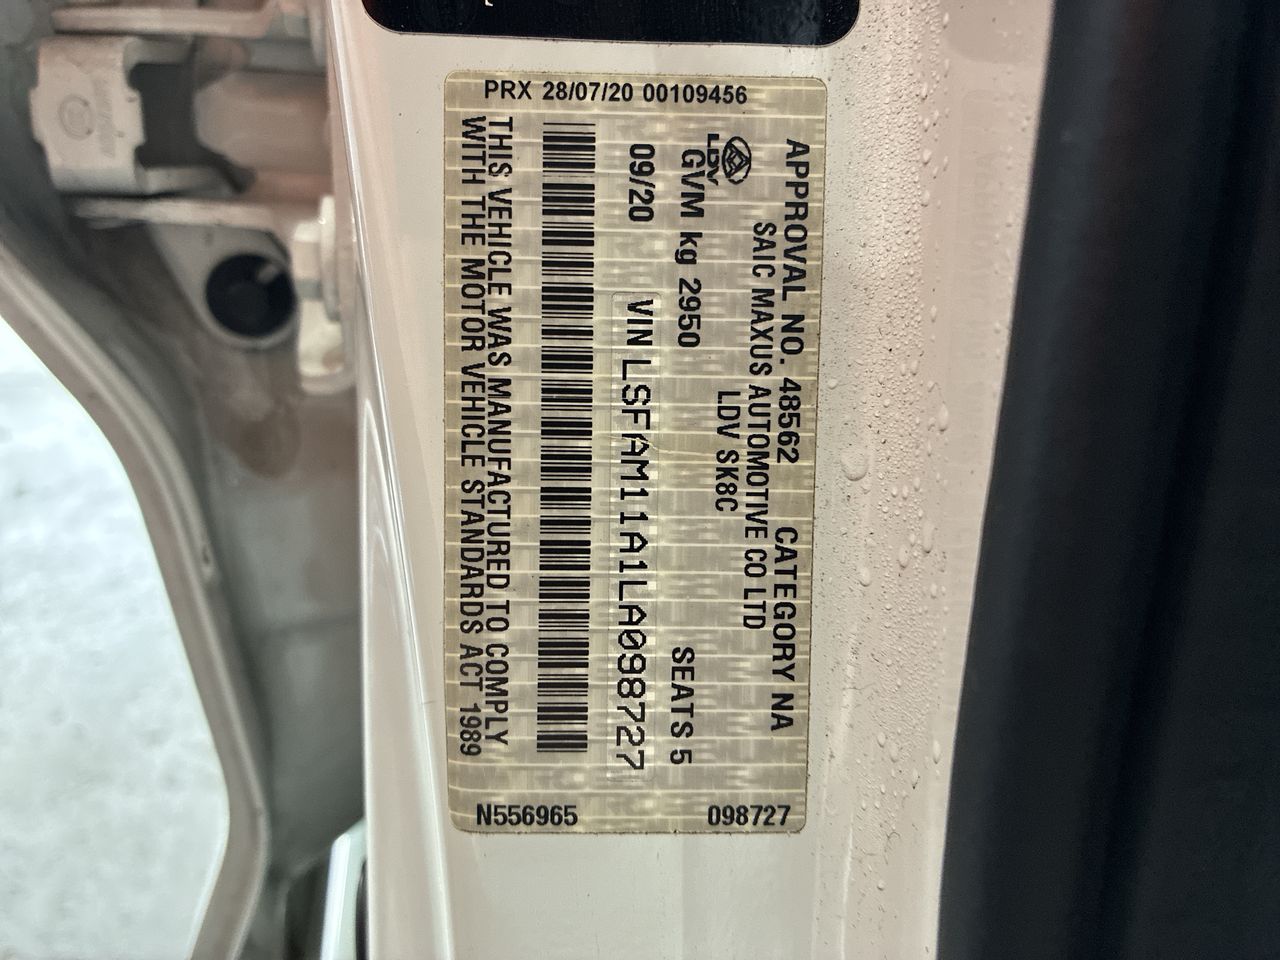 PRX 28/07/20 00109456
APPROVAL NO. 48562 CATEGORY NA
SAIC MAXUS AUTOMOTIVE CO LTD
LDV
LDV SK8C
GVM kg 2950 SEATS 5
09/20 VIN LSFAM11A1LA098727
THIS VEHICLE WAS MANUFACTURED TO COMPLY
WITH THE MOTOR VEHICLE STANDARDS ACT 1989
N556965 098727